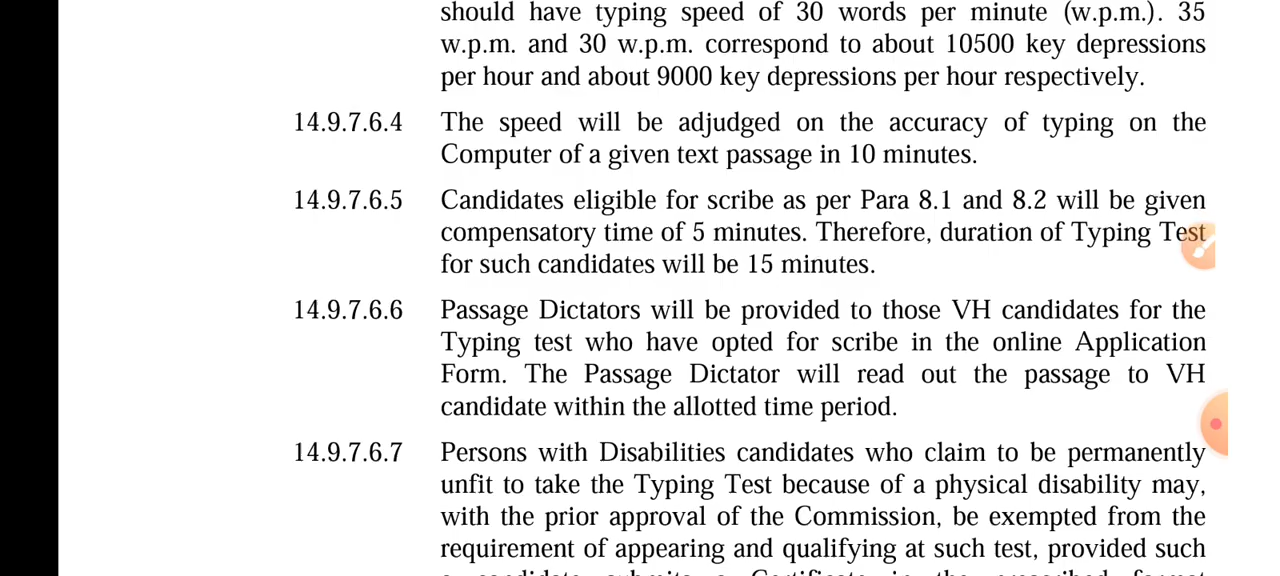 should have typing speed of 30 words per minute (w.p.m.). 35
w.p.m. and 30 w.p.m. correspond to about 10500 key depressions
per hour and about 9000 key depressions per hour respectively.
14.9.7.6.4 The speed will be adjudged on the accuracy of typing on the
Computer of a given text passage in 10 minutes.
14.9.7.6.5 Candidates eligible for scribe as per Para 8.1 and 8.2 will be given
compensatory time of 5 minutes. Therefore, duration of Typing Test
for such candidates will be 15 minutes.
14.9.7.6.6 Passage Dictators will be provided to those VH candidates for the
Typing test who have opted for scribe in the online Application
Form. The Passage Dictator will read out the passage to VH
candidate within the allotted time period.
14.9.7.6.7 Persons with Disabilities candidates who claim to be permanently
unfit to take the Typing Test because of a physical disability may,
with the prior approval of the Commission, be exempted from the
requirement of appearing and qualifying at such test, provided such